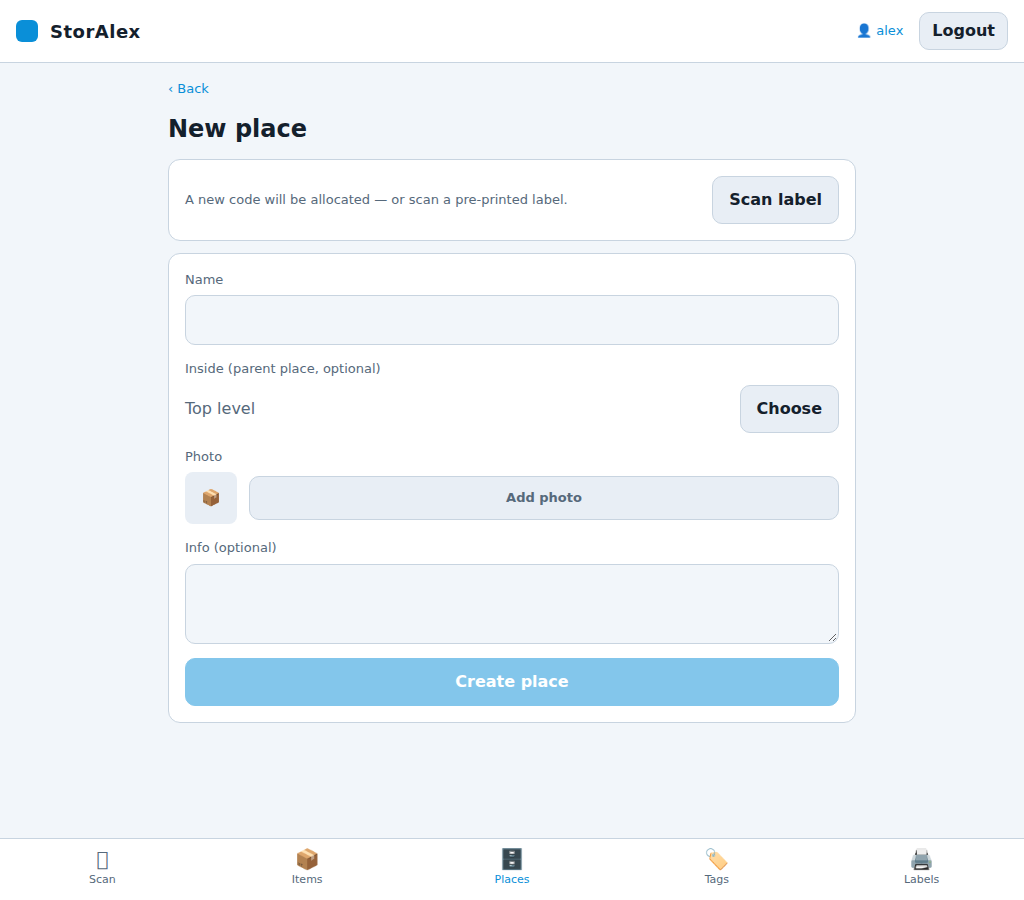 StorAlex
👤 alex
Logout
‹ Back
New place
A new code will be allocated — or scan a pre-printed label.
Scan label
Name
Inside (parent place, optional)
Top level
Choose
Photo
Add photo
Info (optional)
Create place
Scan
Items
Places
Tags
Labels